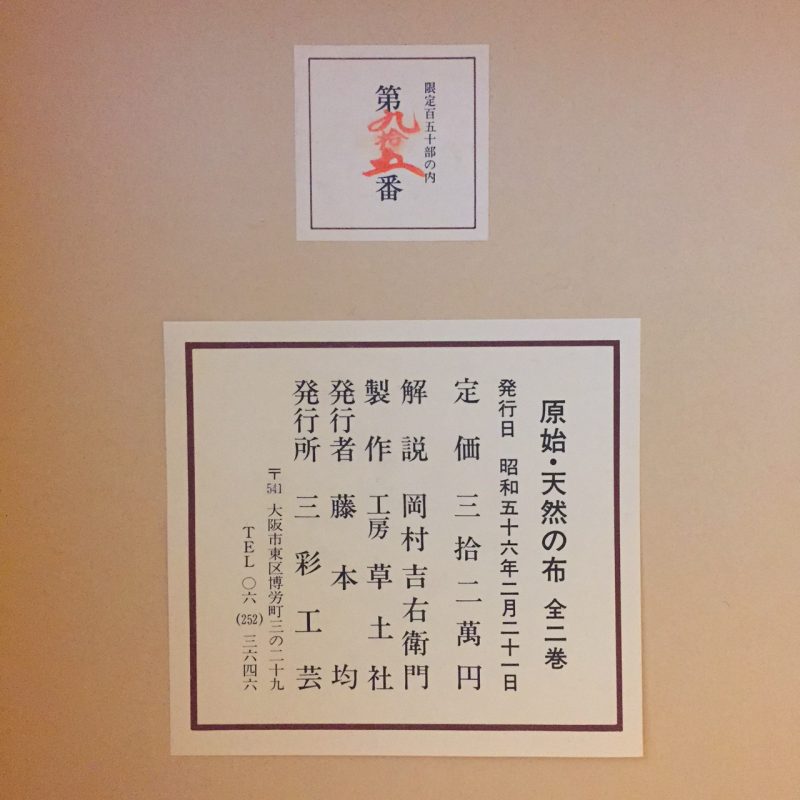 限定百五十部の内
第九拾五番
原始・天然の布 全二巻
発行日 昭和五十六年二月二十一日
定価 三拾二萬円
解説 岡村吉右衛門
製作 工房草土社
発行者 藤本均
発行所 三彩工芸
〒541 大阪市東区博労町三の二十九
TEL 〇六(252)三六四六